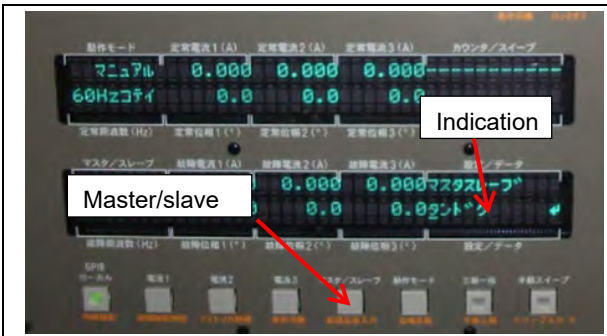 動作モード 定常電流1(A) 定常電流2(A) 定常電流3(A) カウンタ/スイープ
マニュアル 0.000 0.000 0.000
60Hzコテイ 0.0 0.0 0.0
定常周波数(Hz) 定常位相1(°) 定常位相2(°) 定常位相3(°)
Indication
マスタ/スレーブ 故障電流1(A) 故障電流2(A) 故障電流3(A) 設定/データ
0.000 0.000 マスタスレーブ
Master/slave
0.0 0.0 タンドク
故障周波数(Hz) 故障位相1(°) 故障位相2(°) 故障位相3(°) 設定/データ
GPIB
ローカル 電流1 電流2 電流3 マスタ/スレーブ 動作モード 手動スイープ